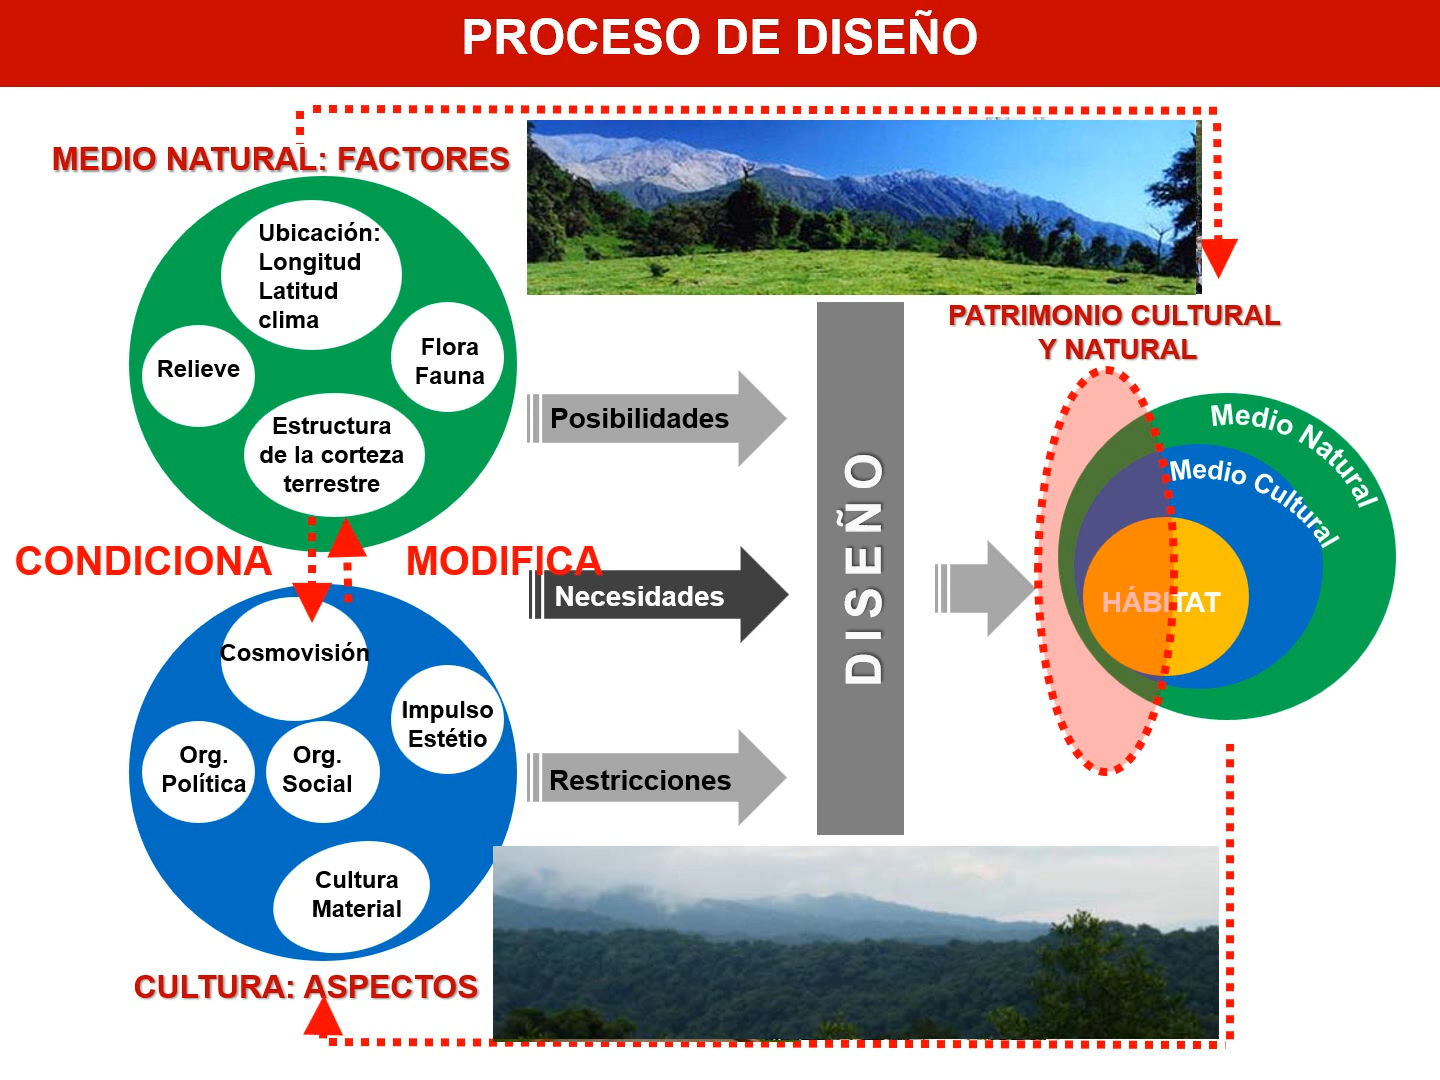 PROCESO DE DISEÑO
MEDIO NATURAL: FACTORES
Ubicación:
Longitud
Latitud
clima
Relieve
Flora
Fauna
Estructura
de la corteza
terrestre
CONDICIONA
MODIFICA
Cosmovisión
Impulso
Estétio
Org.
Política
Org.
Social
Cultura
Material
CULTURA: ASPECTOS
Posibilidades
Necesidades
Restricciones
DISEÑO
PATRIMONIO CULTURAL
Y NATURAL
Medio Natural
Medio Cultural
HÁBITAT